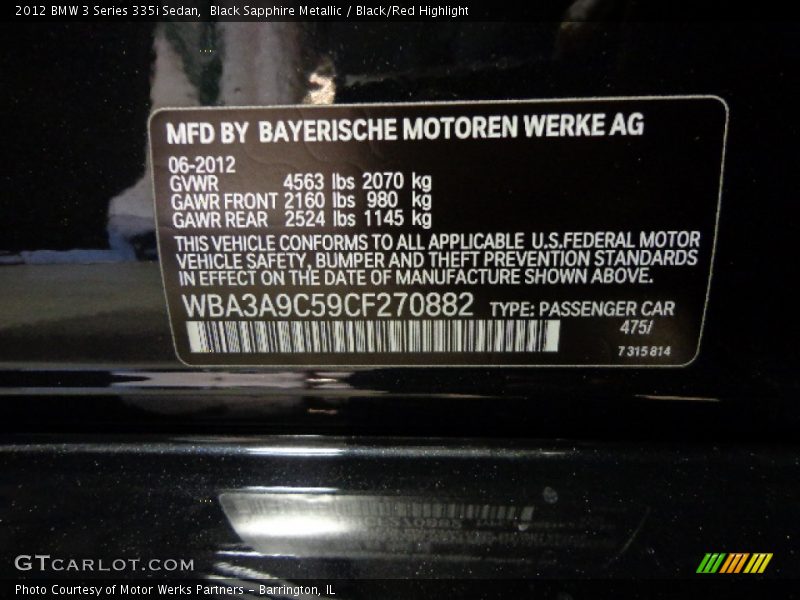 2012 BMW 3 Series 335i Sedan,  Black Sapphire Metallic / Black/Red Highlight
MFD BY BAYERISCHE MOTOREN WERKE AG
06-2012
GVWR 4563 lbs 2070 kg
GAWR FRONT 2160 lbs 980 kg
GAWR REAR 2524 lbs 1145 kg
THIS VEHICLE CONFORMS TO ALL APPLICABLE U.S.FEDERAL MOTOR
VEHICLE SAFETY, BUMPER AND THEFT PREVENTION STANDARDS
IN EFFECT ON THE DATE OF MANUFACTURE SHOWN ABOVE.
WBA3A9C59CF270882 TYPE: PASSENGER CAR
475/
7 315 814
GTCARLOT.COM
Photo Courtesy of Motor Werks Partners - Barrington, IL